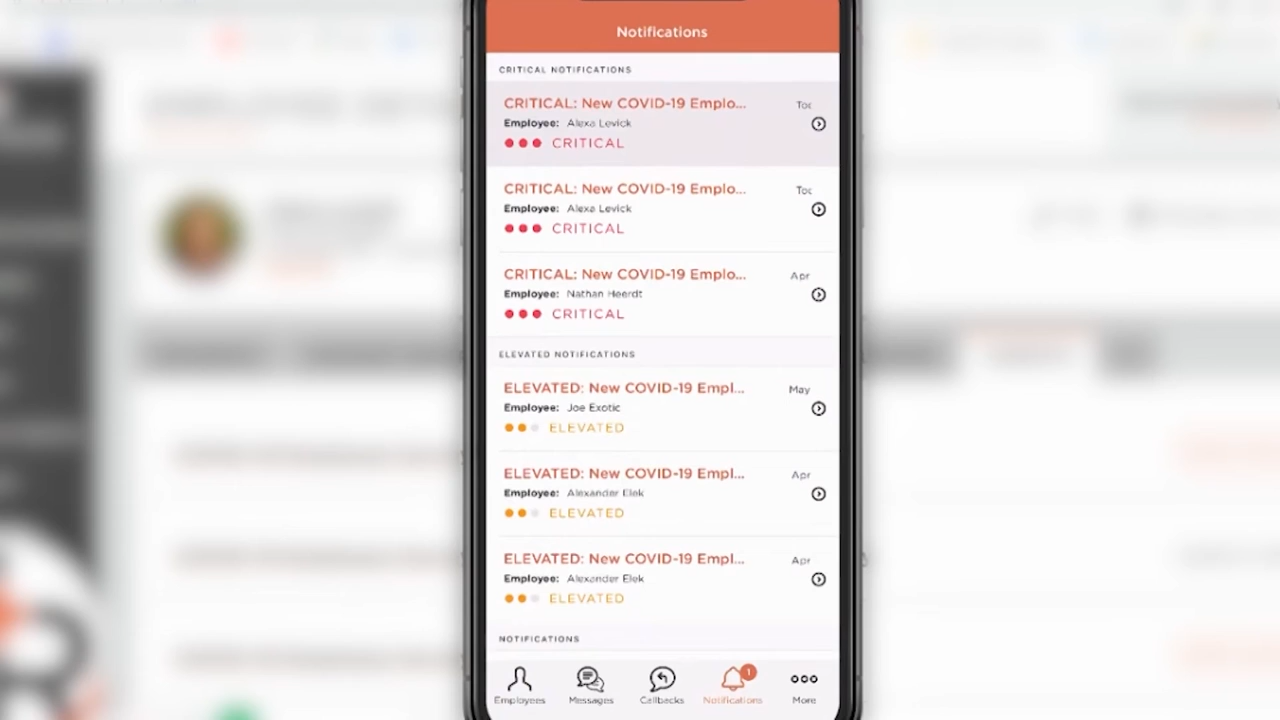 Notifications
CRITICAL NOTIFICATIONS
CRITICAL: New COVID-19 Emplo... Toc
Employee: Alexa Levick
CRITICAL
CRITICAL: New COVID-19 Emplo... Toc
Employee: Alexa Levick
CRITICAL
CRITICAL: New COVID-19 Emplo... Apr
Employee: Nathan Heerdt
CRITICAL
ELEVATED NOTIFICATIONS
ELEVATED: New COVID-19 Empl... May
Employee: Joe Exotic
ELEVATED
ELEVATED: New COVID-19 Empl... Apr
Employee: Alexander Elek
ELEVATED
ELEVATED: New COVID-19 Empl... Apr
Employee: Alexander Elek
ELEVATED
NOTIFICATIONS
1
Employees Messages Callbacks Notifications More